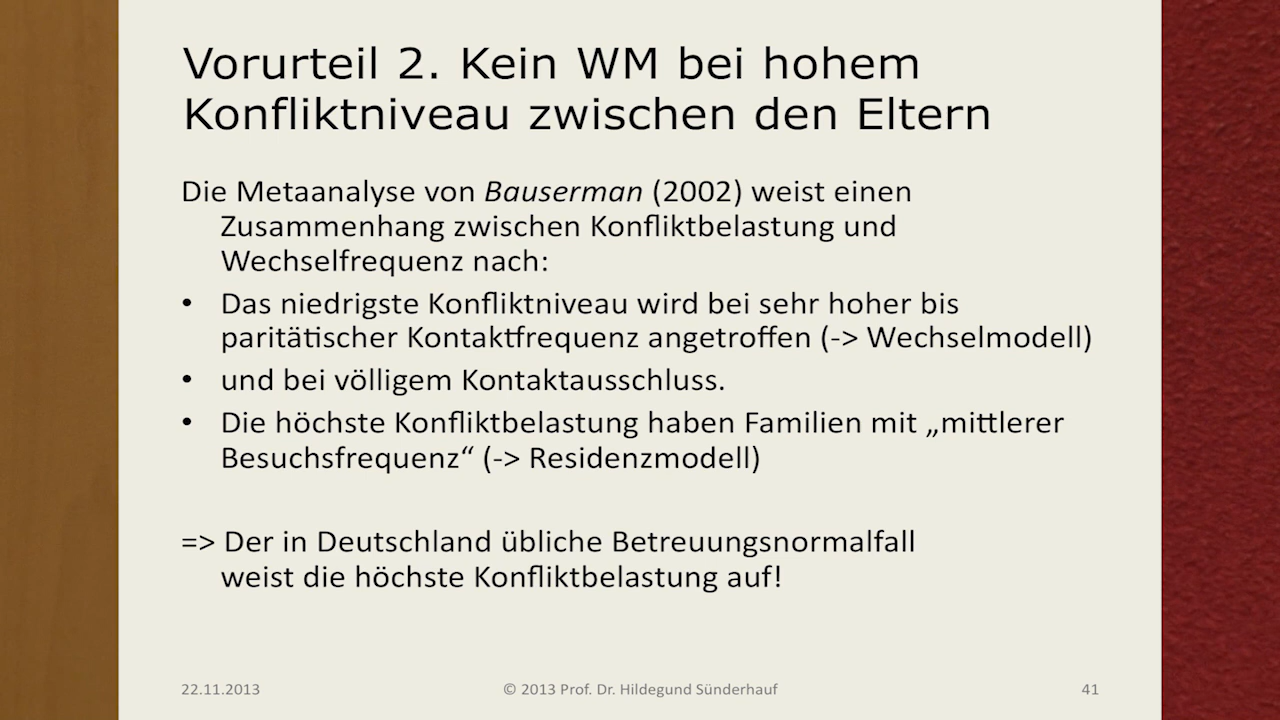 Vorurteil 2. Kein WM bei hohem
Konfliktniveau zwischen den Eltern
Die Metaanalyse von Bauserman (2002) weist einen
Zusammenhang zwischen Konfliktbelastung und
Wechselfrequenz nach:
• Das niedrigste Konfliktniveau wird bei sehr hoher bis
paritätischer Kontaktfrequenz angetroffen (-> Wechselmodell)
• und bei völligem Kontaktausschluss.
• Die höchste Konfliktbelastung haben Familien mit „mittlerer
Besuchsfrequenz“ (-> Residenzmodell)
=> Der in Deutschland übliche Betreuungsnormalfall
weist die höchste Konfliktbelastung auf!
22.11.2013
© 2013 Prof. Dr. Hildegund Sünderhauf
41